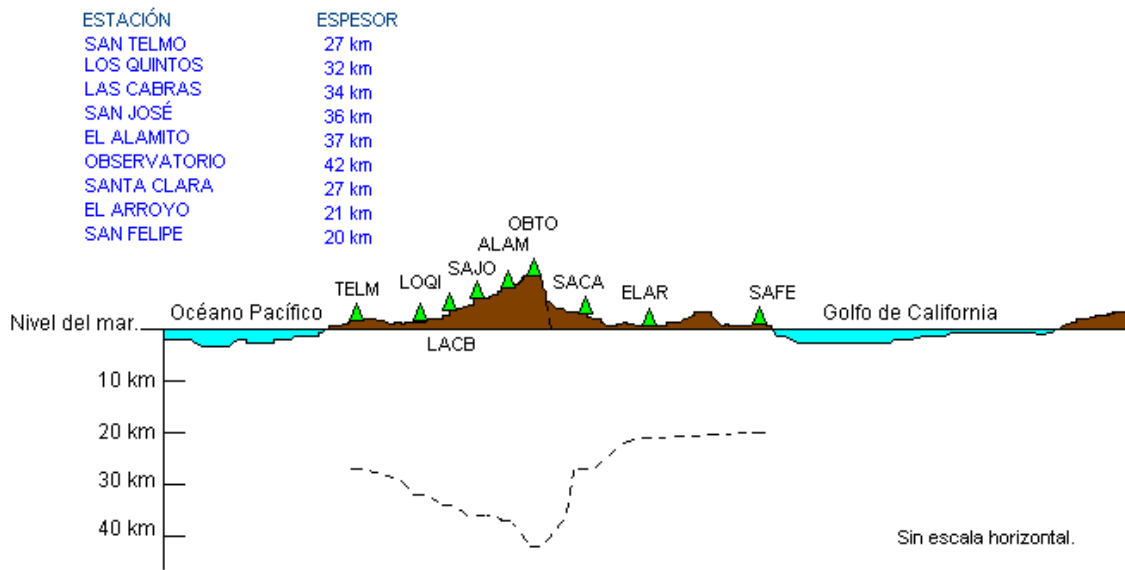 ESTACIÓN ESPESOR
SAN TELMO 27 km
LOS QUINTOS 32 km
LAS CABRAS 34 km
SAN JOSÉ 36 km
EL ALAMITO 37 km
OBSERVATORIO 42 km
SANTA CLARA 27 km
EL ARROYO 21 km
SAN FELIPE 20 km
OBTO
ALAM
SAJO
TELM LOQI SACA ELAR SAFE
Océano Pacífico Golfo de California
Nivel del mar.
LACB
10 km
20 km
30 km
40 km
Sin escala horizontal.